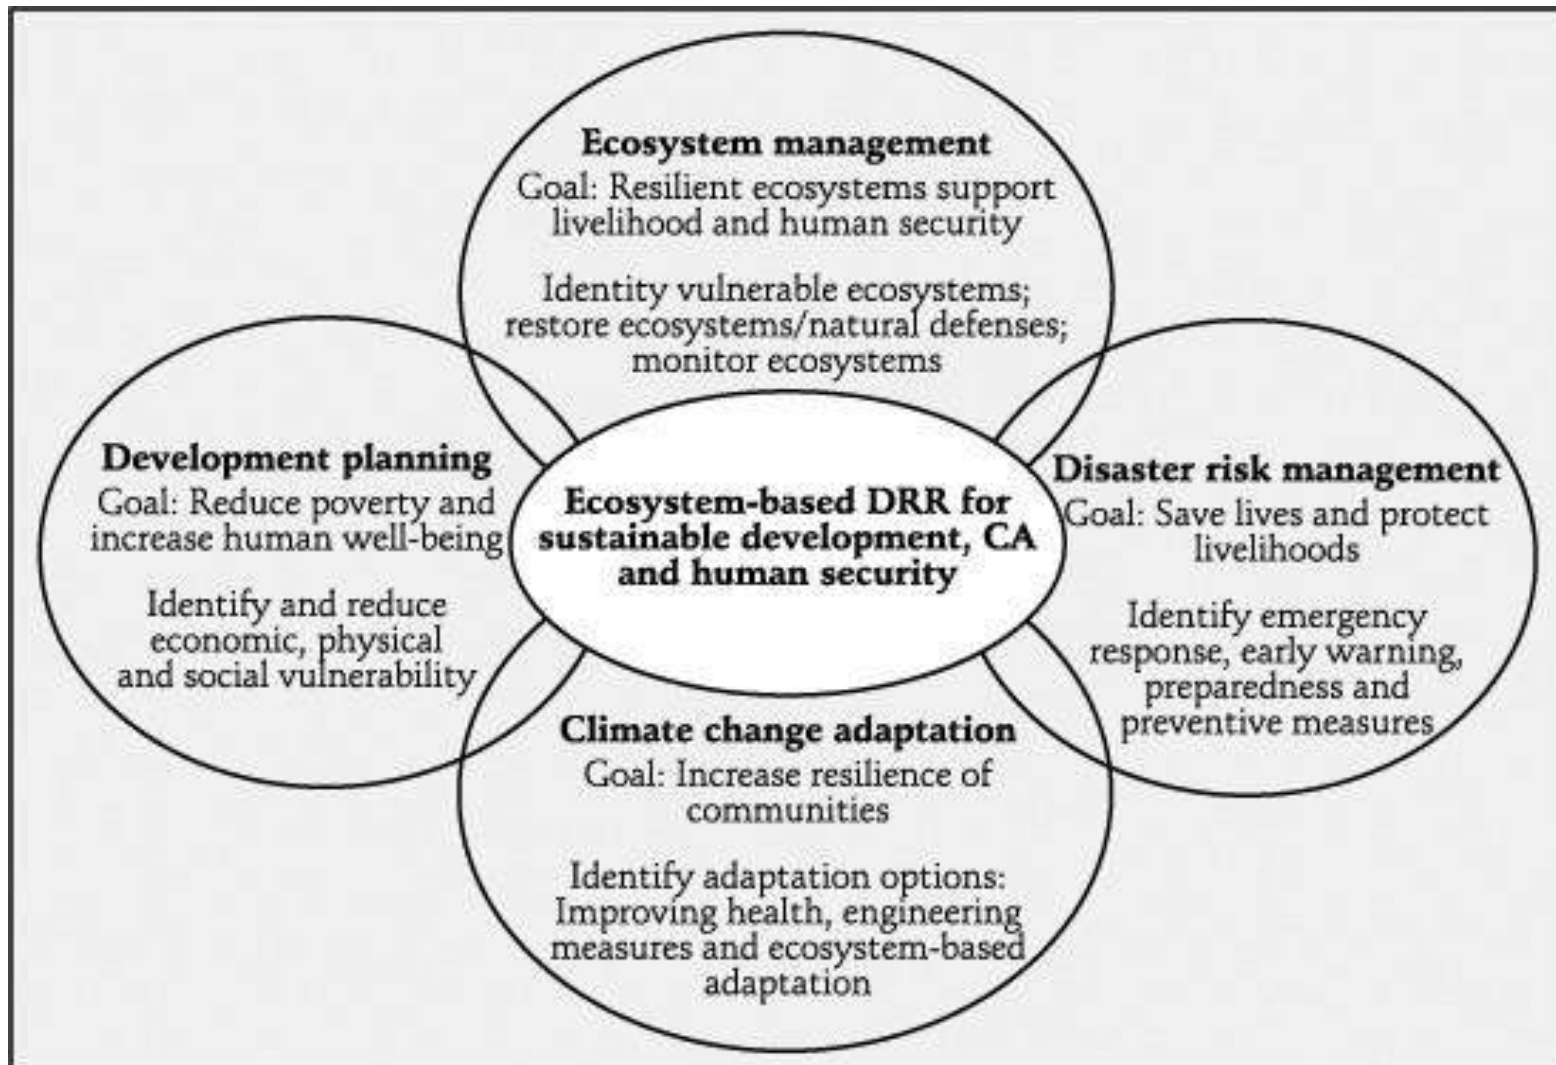 Ecosystem management
Goal: Resilient ecosystems support
livelihood and human security
Identity vulnerable ecosystems;
restore ecosystems/natural defenses;
monitor ecosystems
Development planning
Goal: Reduce poverty and
increase human well-being
Identify and reduce
economic, physical
and social vulnerability
Ecosystem-based DRR for
sustainable development, CA
and human security
Disaster risk management
Goal: Save lives and protect
livelihoods
Identify emergency
response, early warning,
preparedness and
preventive measures
Climate change adaptation
Goal: Increase resilience of
communities
Identify adaptation options:
Improving health, engineering
measures and ecosystem-based
adaptation